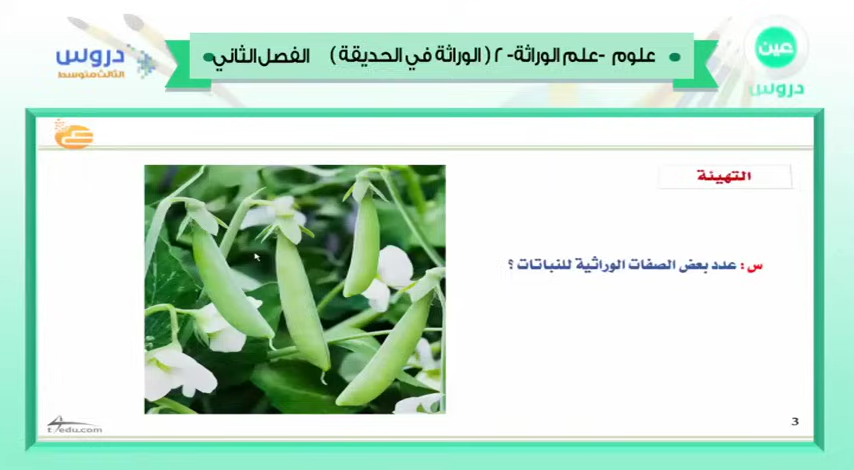 علوم -علم الوراثة- ٢ ( الوراثة في الحديقة ) الفصل الثاني
عين
دروس
دروس
الثالث متوسط
التهيئة
س : عدد بعض الصفات الوراثية للنباتات ؟
t4edu.com
3